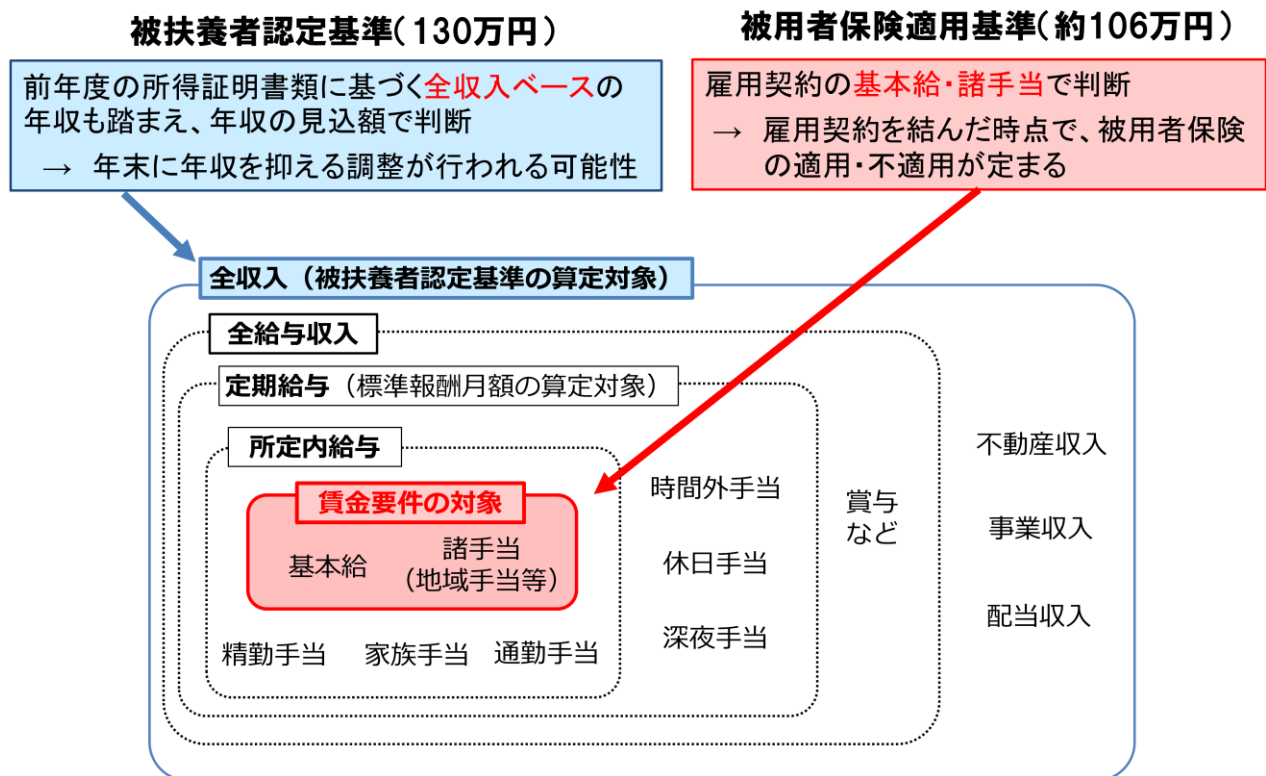 被扶養者認定基準(130万円)
前年度の所得証明書類に基づく全収入ベースの
年収も踏まえ、年収の見込額で判断
→ 年末に年収を抑える調整が行われる可能性
被用者保険適用基準(約106万円)
雇用契約の基本給・諸手当で判断
→ 雇用契約を結んだ時点で、被用者保険
の適用・不適用が定まる
全収入（被扶養者認定基準の算定対象）
全給与収入
定期給与（標準報酬月額の算定対象）
所定内給与
賃金要件の対象
基本給
諸手当
（地域手当等）
精勤手当 家族手当 通勤手当
時間外手当
休日手当
深夜手当
賞与
など
不動産収入
事業収入
配当収入